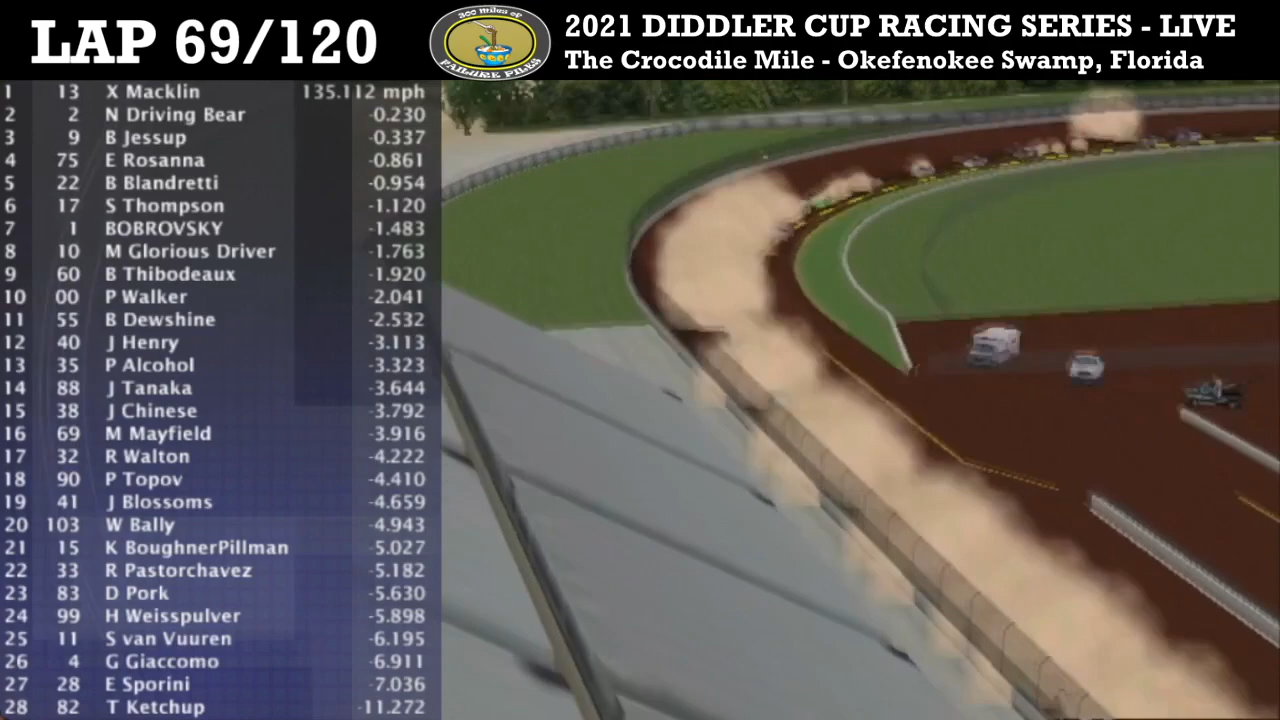 LAP 69/120
300 Miles of
FAILURE PILES
2021 DIDDLER CUP RACING SERIES - LIVE
The Crocodile Mile - Okefenokee Swamp, Florida
1 13 X Macklin 135.112 mph
2 2 N Driving Bear -0.230
3 9 B Jessup -0.337
4 75 E Rosanna -0.861
5 22 B Blandretti -0.954
6 17 S Thompson -1.120
7 1 BOBROVSKY -1.483
8 10 M Glorious Driver -1.763
9 60 B Thibodeaux -1.920
10 00 P Walker -2.041
11 55 B Dewshine -2.532
12 40 J Henry -3.113
13 35 P Alcohol -3.323
14 88 J Tanaka -3.644
15 38 J Chinese -3.792
16 69 M Mayfield -3.916
17 32 R Walton -4.222
18 90 P Topov -4.410
19 41 J Blossoms -4.659
20 103 W Bally -4.943
21 15 K BoughnerPillman -5.027
22 33 R Pastorchavez -5.182
23 83 D Pork -5.630
24 99 H Weisspulver -5.898
25 11 S van Vuuren -6.195
26 4 G Giaccomo -6.911
27 28 E Sporini -7.036
28 82 T Ketchup -11.272